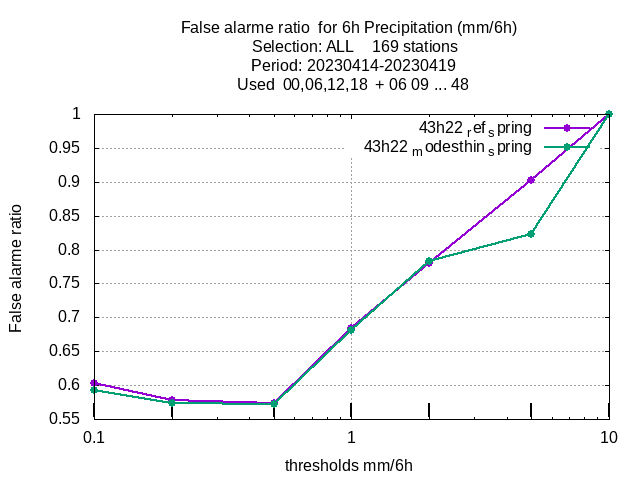 False alarme ratio  for 6h Precipitation (mm/6h)
Selection: ALL    169 stations
Period: 20230414-20230419
Used  00,06,12,18  + 06 09 ... 48
1
43h22 ref spring
0.95
43h22 modesthin spring
0.9
0.85
0.8
0.75
0.7
0.65
0.6
0.55
False alarme ratio
0.1 1 10
thresholds mm/6h